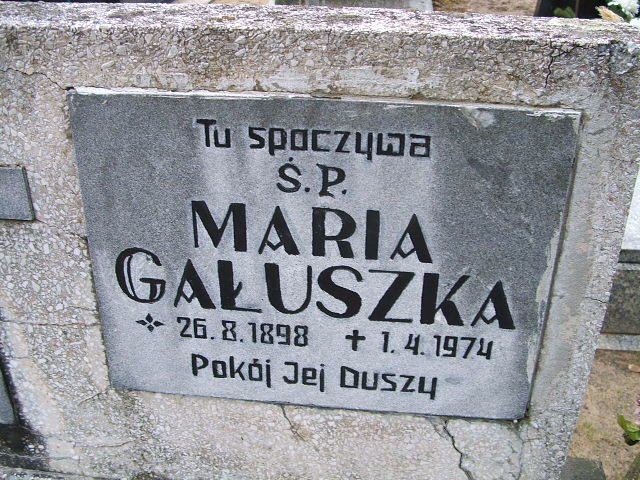 Tu spoczywa
Ś.P.
MARIA
GAŁUSZKA
26.8.1898 + 1.4.1974
Pokój Jej Duszy